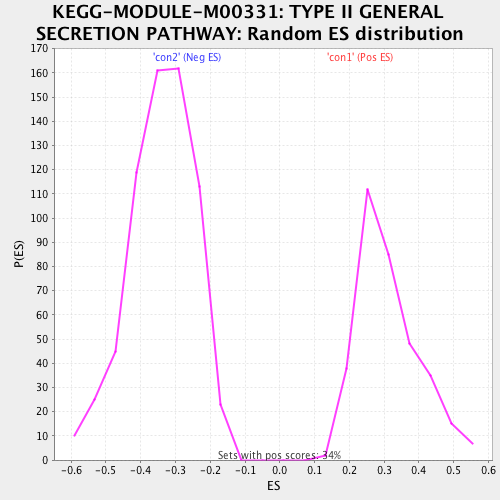 KEGG-MODULE-M00331: TYPE II GENERAL
SECRETION PATHWAY: Random ES distribution
'con2' (Neg ES) 'con1' (Pos ES)
170
160
150
140
130
120
110
100
90
80
70
60
50
40
30
20
10
0
P(ES)
Sets with pos scores: 34%
-0.6 -0.5 -0.4 -0.3 -0.2 -0.1 0.0 0.1 0.2 0.3 0.4 0.5 0.6
ES